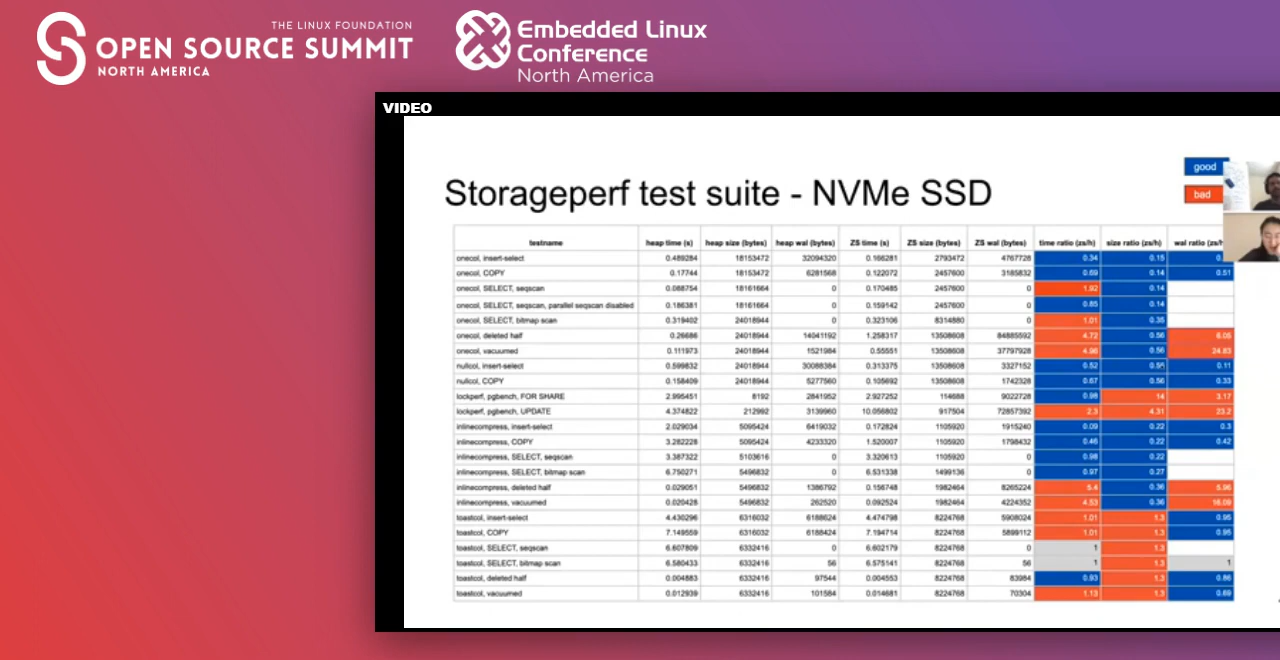 THE LINUX FOUNDATION
OPEN SOURCE SUMMIT
NORTH AMERICA
Embedded Linux
Conference
North America
VIDEO
good
Storageperf test suite - NVMe SSD
bad
testname heap time (s) heap size (bytes) heap wal (bytes) ZS time (s) ZS size (bytes) ZS wal (bytes) time ratio (zs/h) size ratio (zs/h) wal ratio (zs/h
onecol, insert-select 0.489284 18153472 32094320 0.166281 2793472 4767728 0.34 0.15
onecol, COPY 0.17744 18153472 6281568 0.122072 2457600 3185832 0.69 0.14 0.51
onecol, SELECT, seqscan 0.088754 18161664 0 0.170485 2457600 0 1.92 0.14
onecol, SELECT, seqscan, parallel seqscan disabled 0.186381 18161664 0 0.159142 2457600 0 0.85 0.14
onecol, SELECT, bitmap scan 0.319402 24018944 0 0.323106 8314880 0 1.01 0.35
onecol, deleted half 0.26686 24018944 14041192 1.258317 13508608 84885592 4.72 0.56 6.05
onecol, vacuumed 0.111973 24018944 1521984 0.55551 13508608 37797928 4.96 0.56 24.83
nullcol, insert-select 0.599832 24018944 30088384 0.313375 13508608 3327152 0.52 0.56 0.11
nullcol, COPY 0.158409 24018944 5277560 0.105692 13508608 1742328 0.67 0.56 0.33
lockperf, pgbench, FOR SHARE 2.995451 8192 2841952 2.927252 114688 9022728 0.98 14 3.17
lockperf, pgbench, UPDATE 4.374822 212992 3139960 10.056802 917504 72857392 2.3 4.31 23.2
inlinecompress, insert-select 2.029034 5095424 6419032 0.172824 1105920 1915240 0.09 0.22 0.3
inlinecompress, COPY 3.282228 5095424 4233320 1.520007 1105920 1798432 0.46 0.22 0.42
inlinecompress, SELECT, seqscan 3.387322 5103616 0 3.320613 1105920 0 0.98 0.22
inlinecompress, SELECT, bitmap scan 6.750271 5496832 0 6.531338 1499136 0 0.97 0.27
inlinecompress, deleted half 0.029051 5496832 1386792 0.156748 1982464 8265224 5.4 0.36 5.96
inlinecompress, vacuumed 0.020428 5496832 262520 0.092524 1982464 4224352 4.53 0.36 16.09
toastcol, insert-select 4.430296 6316032 6188624 4.474798 8224768 5908024 1.01 1.3 0.95
toastcol, COPY 7.149559 6316032 6188424 7.194714 8224768 5899112 1.01 1.3 0.95
toastcol, SELECT, seqscan 6.607809 6332416 0 6.602179 8224768 0 1 1.3
toastcol, SELECT, bitmap scan 6.580433 6332416 56 6.575141 8224768 56 1 1.3 1
toastcol, deleted half 0.004883 6332416 97544 0.004553 8224768 83984 0.93 1.3 0.86
toastcol, vacuumed 0.012939 6332416 101584 0.014681 8224768 70304 1.13 1.3 0.69